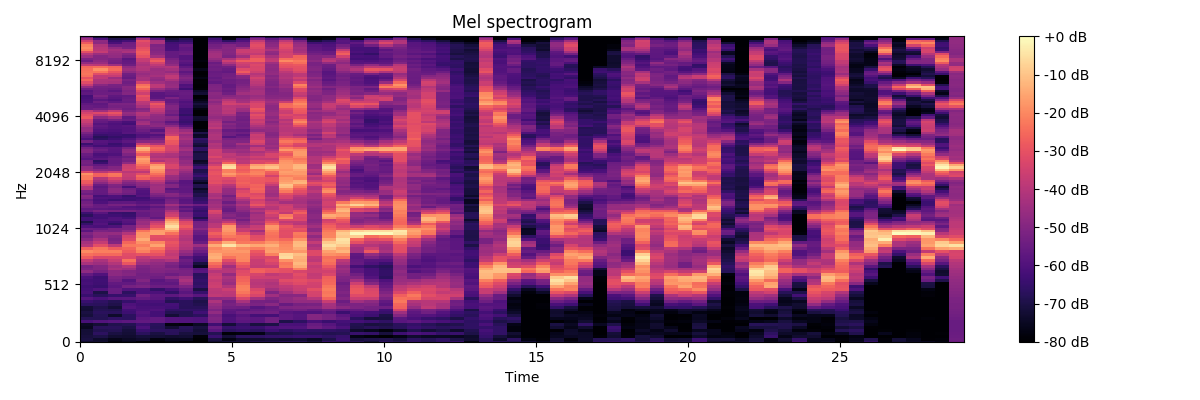 Mel spectrogram
8192
4096
2048
1024
512
0
Hz
0 5 10 15 20 25
Time
+0 dB
-10 dB
-20 dB
-30 dB
-40 dB
-50 dB
-60 dB
-70 dB
-80 dB